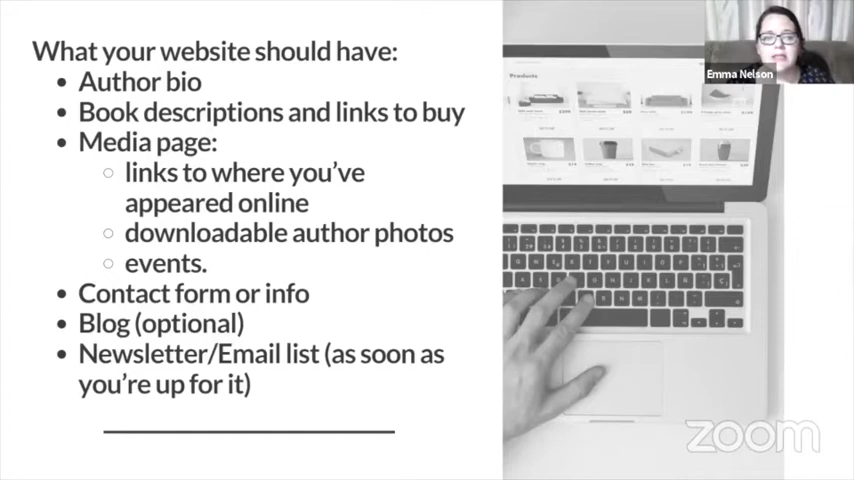 What your website should have:
• Author bio
• Book descriptions and links to buy
• Media page:
○ links to where you've
appeared online
○ downloadable author photos
○ events.
• Contact form or info
• Blog (optional)
• Newsletter/Email list (as soon as
you're up for it)
Emma Nelson
Products
zoom